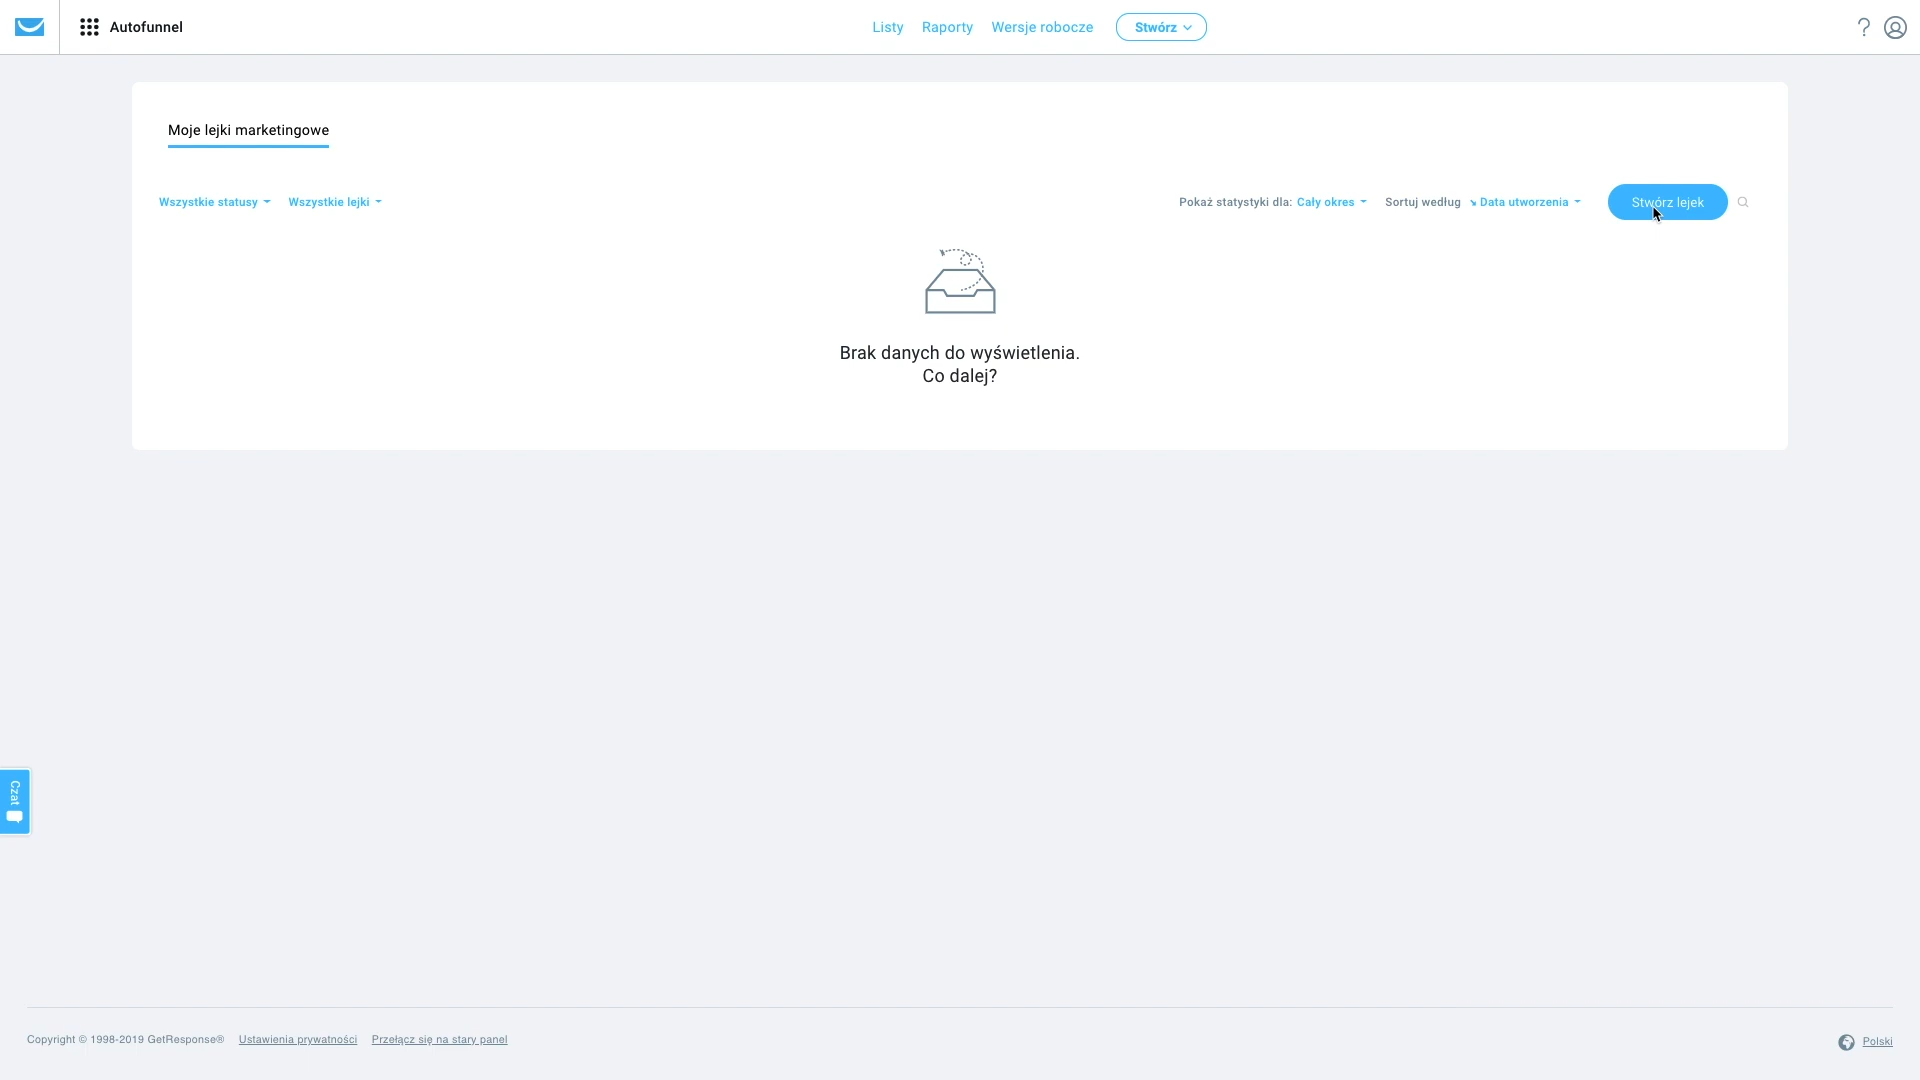 Autofunnel
Listy Raporty Wersje robocze Stwórz
Moje lejki marketingowe
Wszystkie statusy Wszystkie lejki Pokaż statystyki dla: Cały okres Sortuj według Data utworzenia Stwórz lejek
Brak danych do wyświetlenia.
Co dalej?
Czat
Copyright © 1998-2019 GetResponse® Ustawienia prywatności Przełącz się na stary panel Polski